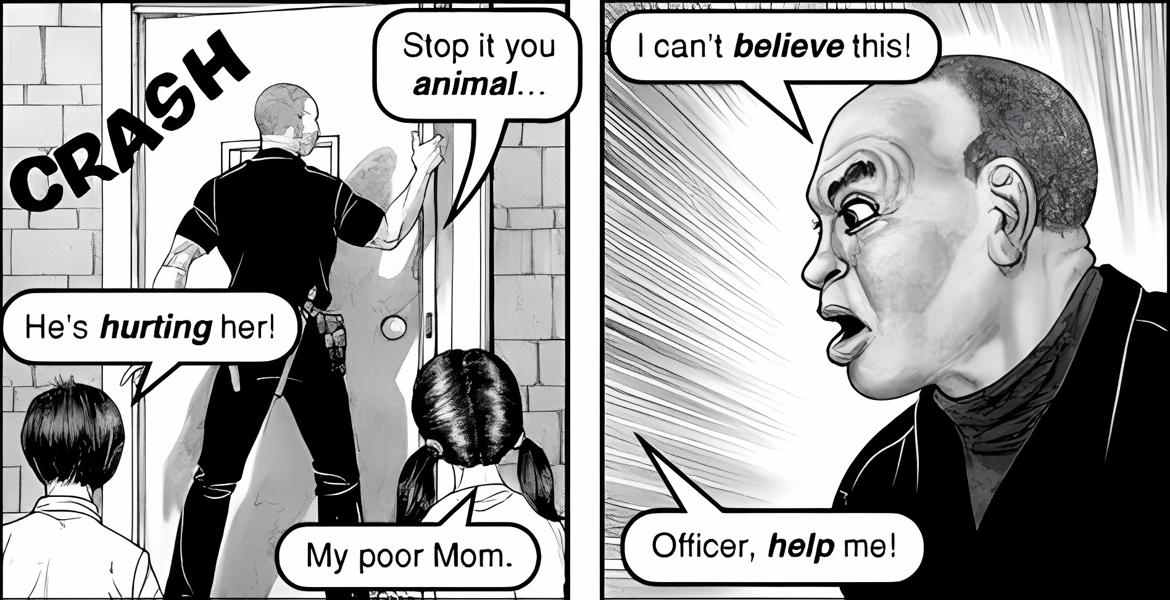 CRASH
Stop it you
animal...
He's hurting her!
My poor Mom.
I can't believe this!
Officer, help me!